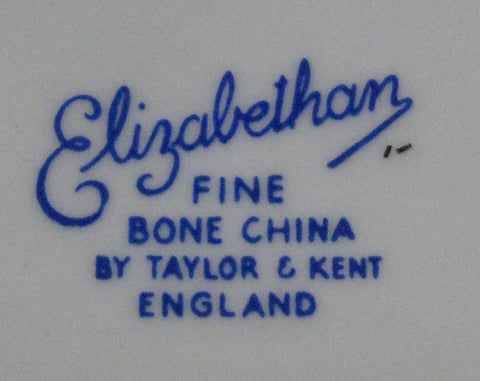 Elizabethan
FINE
BONE CHINA
BY TAYLOR & KENT
ENGLAND